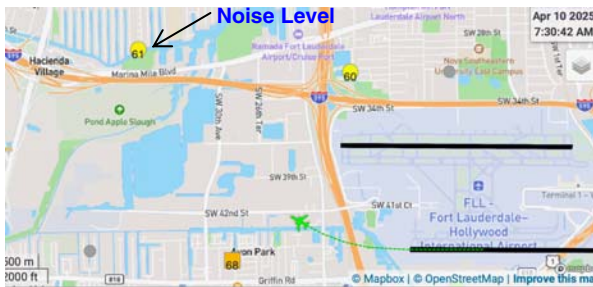 Noise Level
Lauderdale Airport North
Apr 10 2025
7:30:42 AM
61
Hacienda
Village
Ramada Fort Lauderdale
Airport/Cruise Port
SW 28th St
Nova Southeastern
University East Campus
Marina Mile Blvd
60
595
SW 34th St
SW 34th St
Pond Apple Slough
SW 30th Ave
SW 26th Ter
SW 39th St
SW 42nd St
SW 41st Ct
FLL -
Fort Lauderdale–
Hollywood
International Airport
Terminal 1
Avon Park
68
500 m
2000 ft
818
Griffin Rd
1
© Mapbox | © OpenStreetMap | Improve this ma